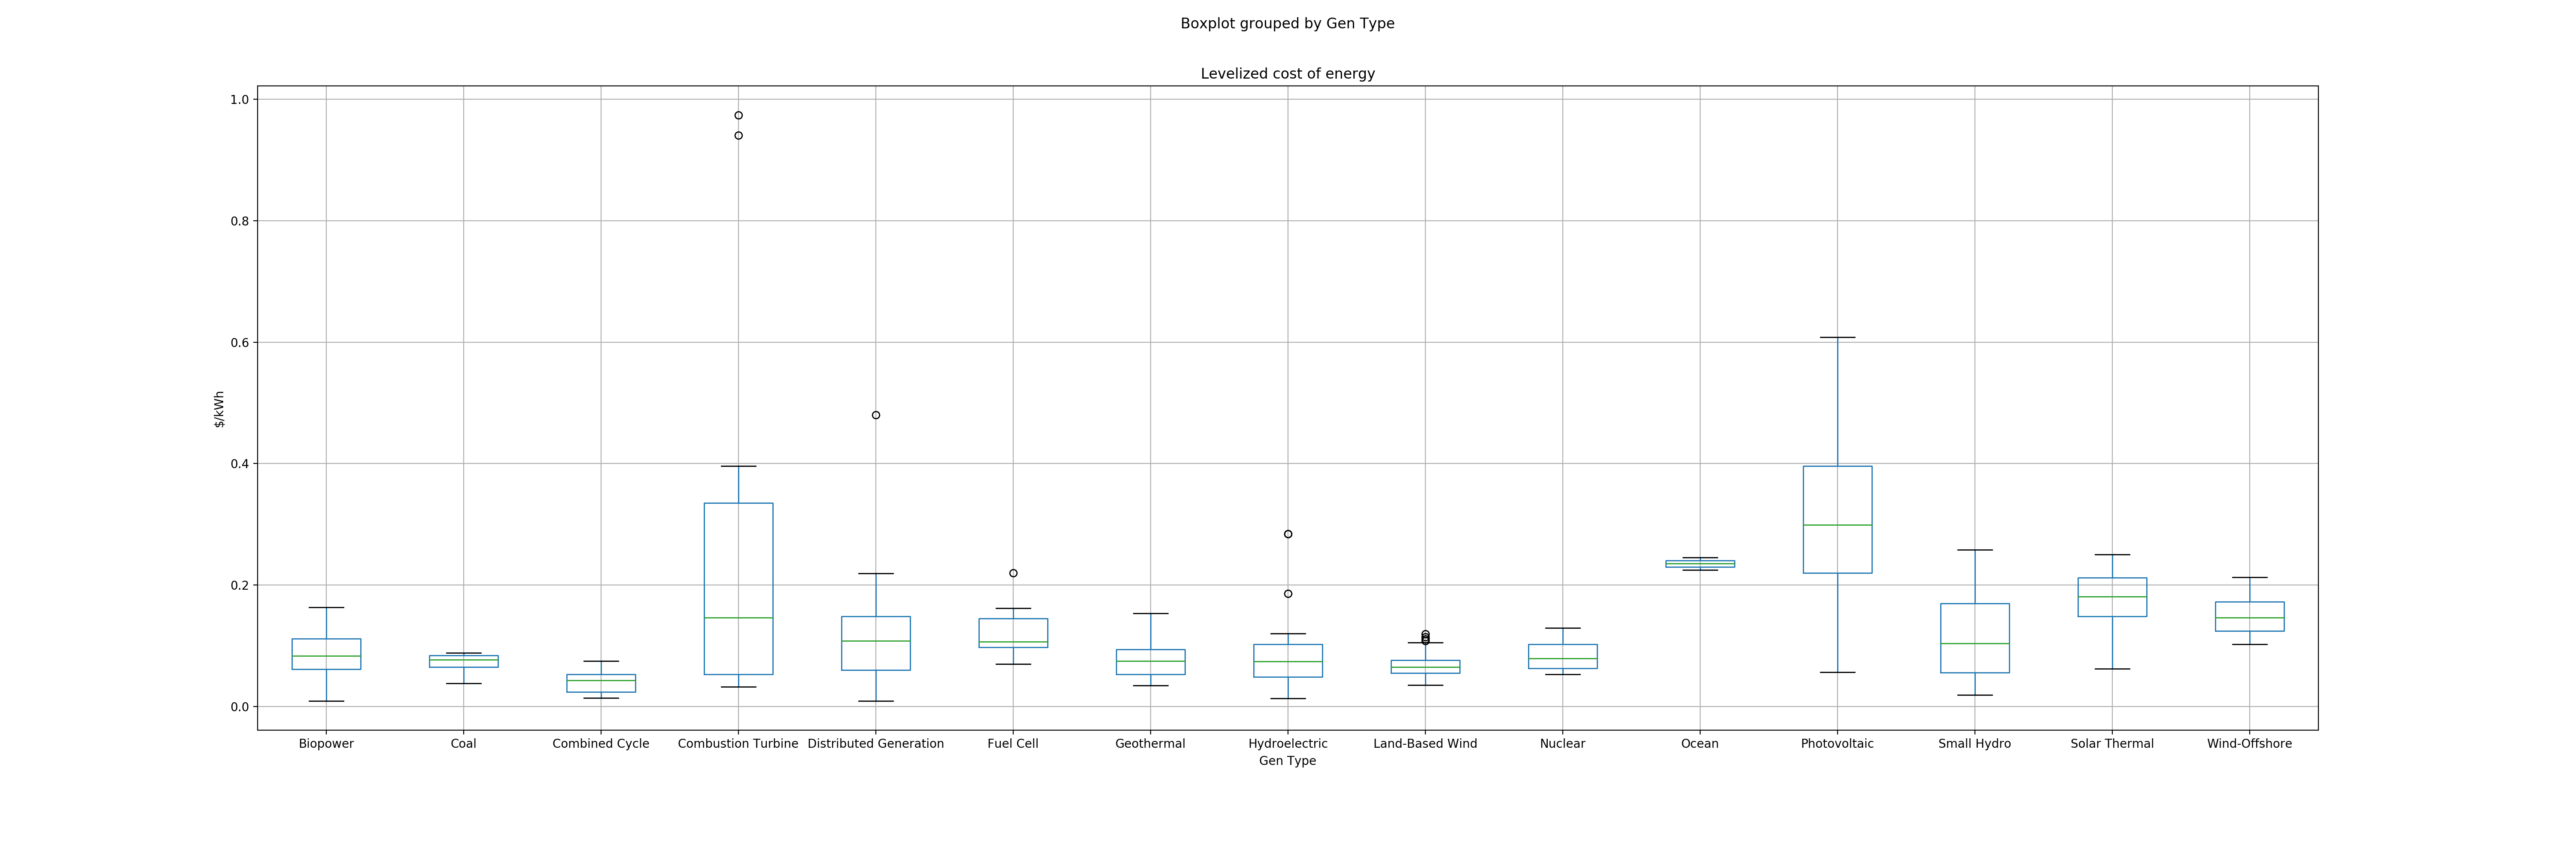 Boxplot grouped by Gen Type
Levelized cost of energy
1.0
0.8
0.6
0.4
0.2
0.0
$/kWh
Biopower Coal Combined Cycle Combustion Turbine Distributed Generation Fuel Cell Geothermal Hydroelectric Land-Based Wind Nuclear Ocean Photovoltaic Small Hydro Solar Thermal Wind-Offshore
Gen Type